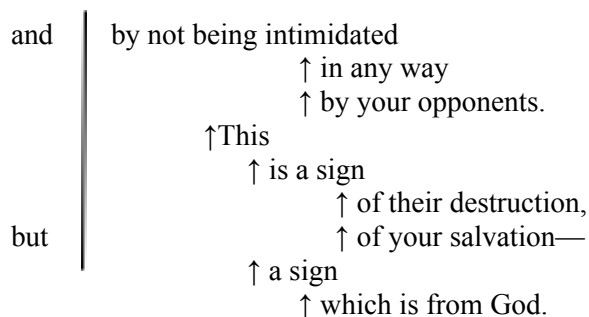 and by not being intimidated
↑ in any way
↑ by your opponents.
↑This
↑ is a sign
↑ of their destruction,
but ↑ of your salvation—
↑ a sign
↑ which is from God.